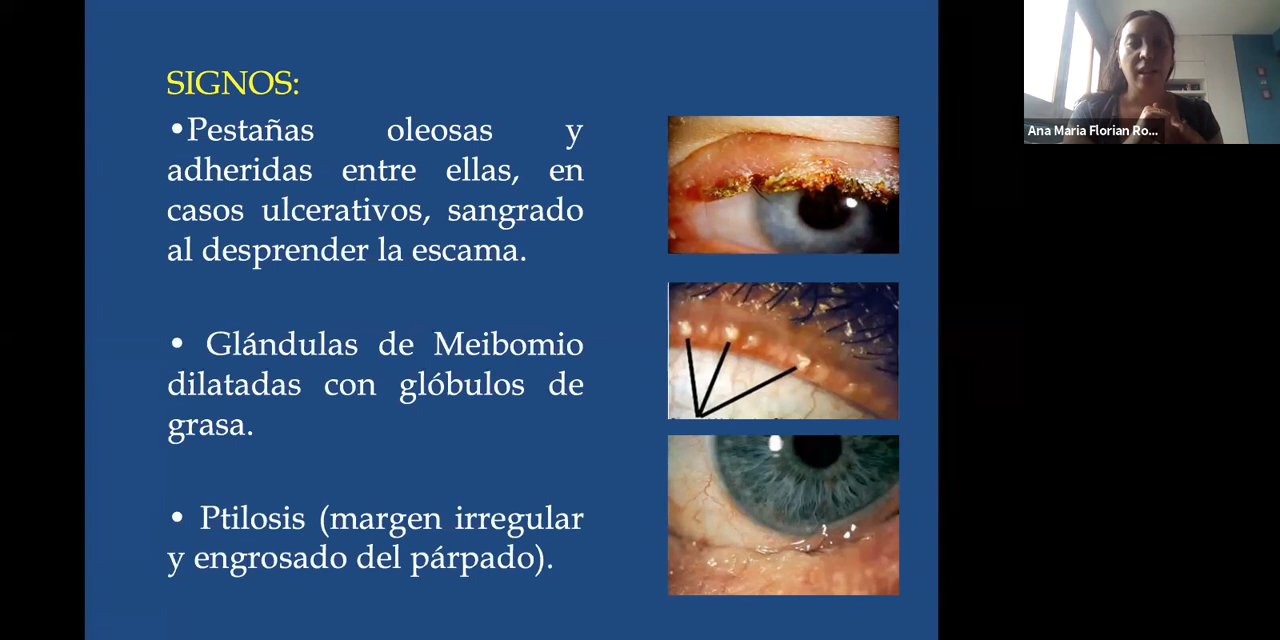 SIGNOS:
•Pestañas oleosas y
adheridas entre ellas, en
casos ulcerativos, sangrado
al desprender la escama.
• Glándulas de Meibomio
dilatadas con glóbulos de
grasa.
• Ptilosis (margen irregular
y engrosado del párpado).
Ana Maria Florian Ro...